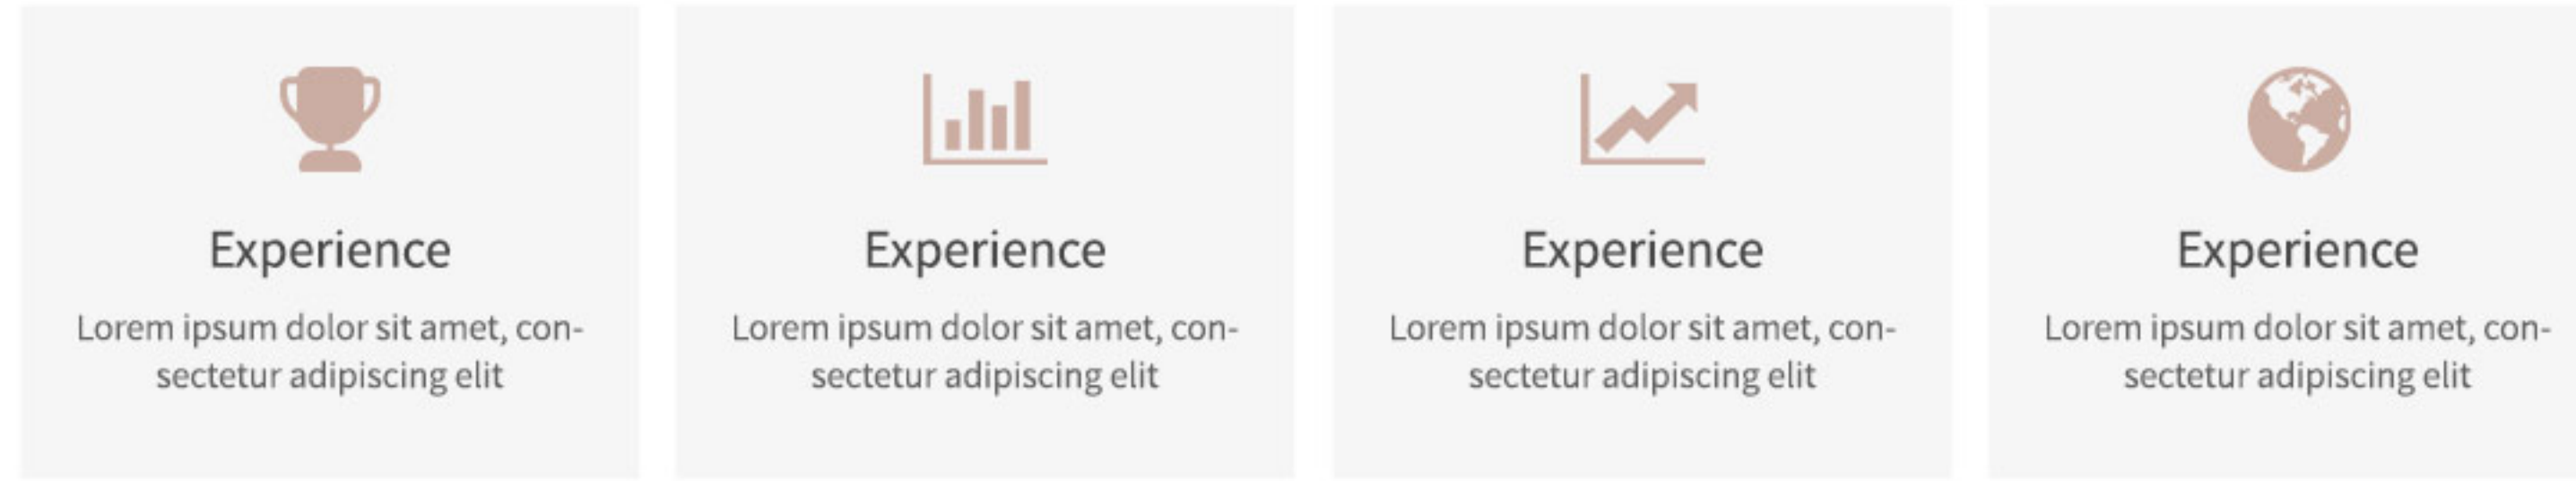 Experience
Lorem ipsum dolor sit amet, con-
sectetur adipiscing elit
Experience
Lorem ipsum dolor sit amet, con-
sectetur adipiscing elit
Experience
Lorem ipsum dolor sit amet, con-
sectetur adipiscing elit
Experience
Lorem ipsum dolor sit amet, con-
sectetur adipiscing elit